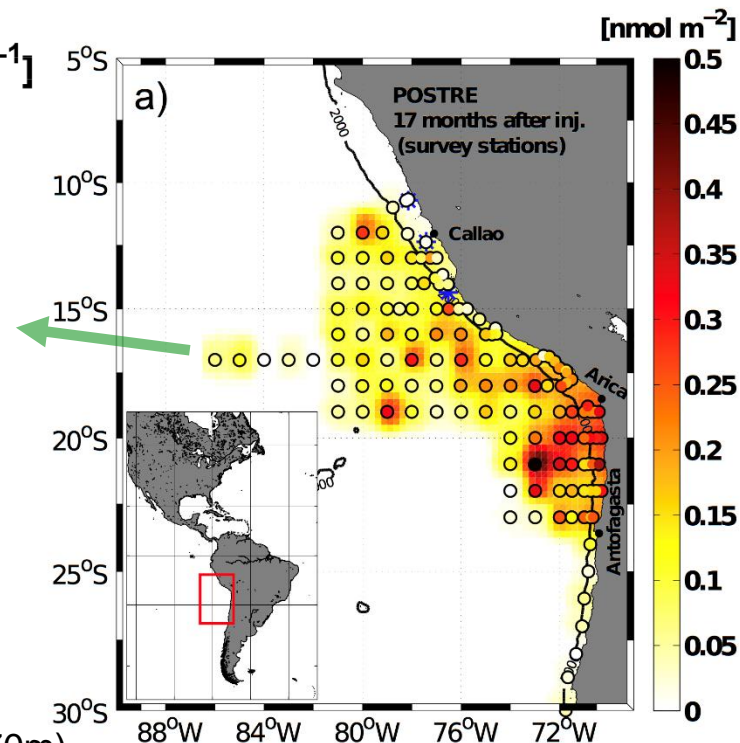 [nmol m⁻²]
⁻¹]
a)
POSTRE
17 months after inj.
(survey stations)
2000
Callao
Arica
Antofagasta
5°S
10°S
15°S
20°S
25°S
30°S
88°W 84°W 80°W 76°W 72°W
0.5
0.45
0.4
0.35
0.3
0.25
0.2
0.15
0.1
0.05
0
0m)